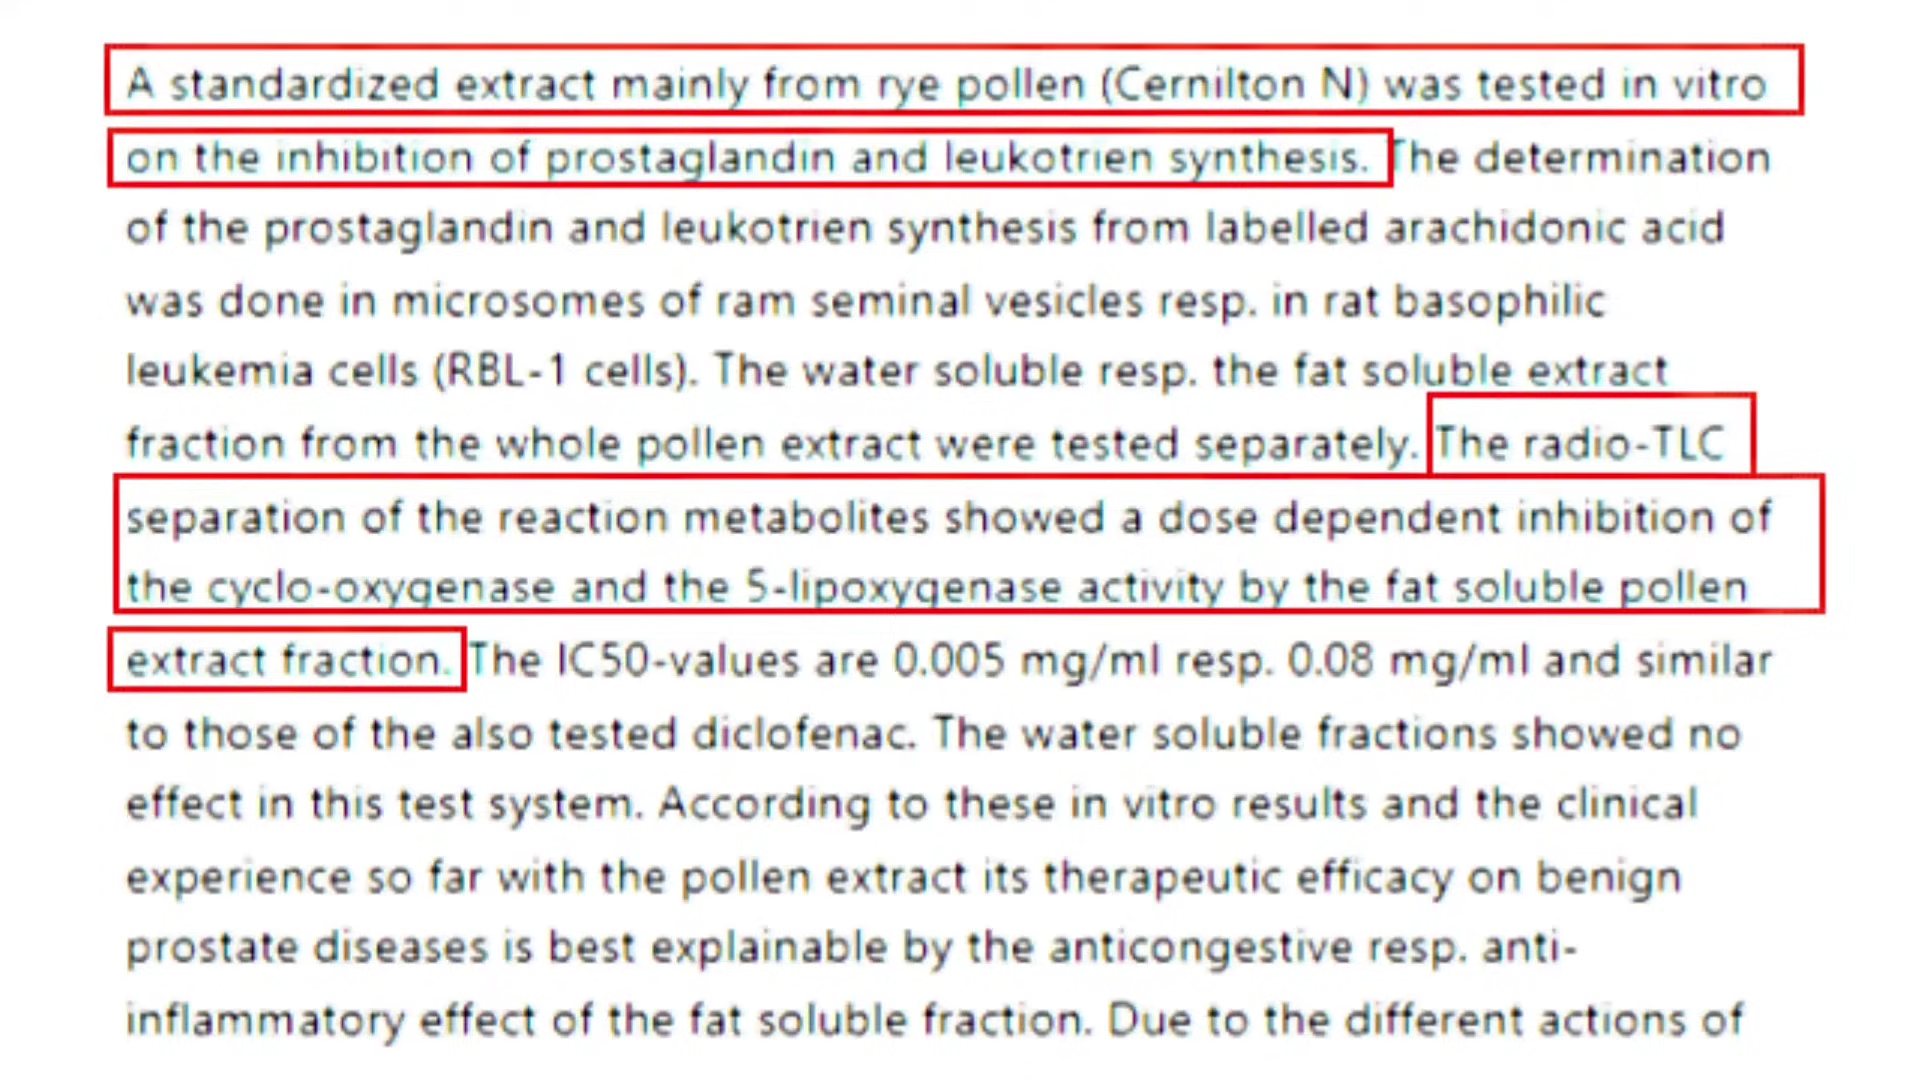 A standardized extract mainly from rye pollen (Cernilton N) was tested in vitro
on the inhibition of prostaglandin and leukotrien synthesis. The determination
of the prostaglandin and leukotrien synthesis from labelled arachidonic acid
was done in microsomes of ram seminal vesicles resp. in rat basophilic
leukemia cells (RBL-1 cells). The water soluble resp. the fat soluble extract
fraction from the whole pollen extract were tested separately. The radio-TLC
separation of the reaction metabolites showed a dose dependent inhibition of
the cyclo-oxygenase and the 5-lipoxygenase activity by the fat soluble pollen
extract fraction. The IC50-values are 0.005 mg/ml resp. 0.08 mg/ml and similar
to those of the also tested diclofenac. The water soluble fractions showed no
effect in this test system. According to these in vitro results and the clinical
experience so far with the pollen extract its therapeutic efficacy on benign
prostate diseases is best explainable by the anticongestive resp. anti-
inflammatory effect of the fat soluble fraction. Due to the different actions of